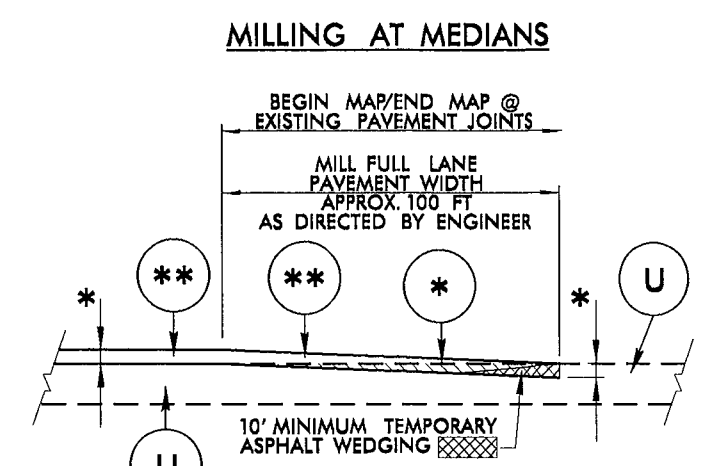 MILLING AT MEDIANS
BEGIN MAP/END MAP @
EXISTING PAVEMENT JOINTS
MILL FULL LANE
PAVEMENT WIDTH
APPROX. 100 FT
AS DIRECTED BY ENGINEER
* ** ** * * U
10' MINIMUM TEMPORARY
ASPHALT WEDGING
U